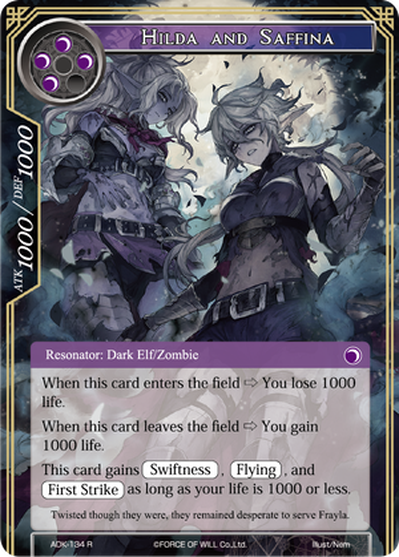 Hilda and Saffina
ATK 1000 / DEF 1000
Resonator: Dark Elf/Zombie
When this card enters the field ⇨ You lose 1000
life.
When this card leaves the field ⇨ You gain
1000 life.
This card gains Swiftness , Flying , and
First Strike as long as your life is 1000 or less.
Twisted though they were, they remained desperate to serve Frayla.
ADK-134 R ©FORCE OF WILL Co.,Ltd. Illust/Nem